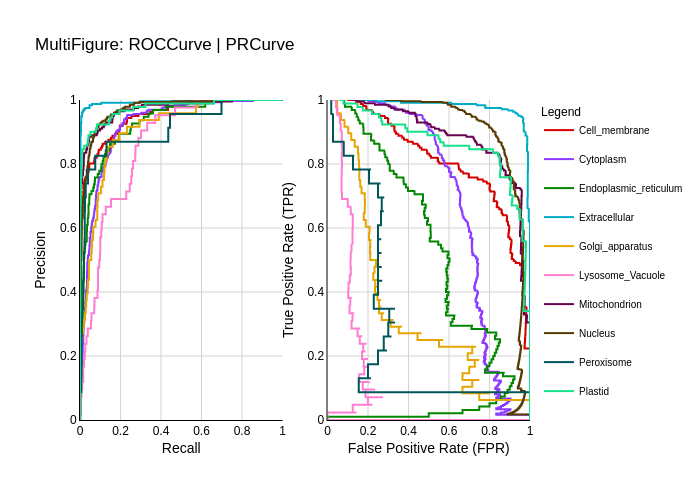 MultiFigure: ROCCurve | PRCurve
Legend
Cell_membrane
Cytoplasm
Endoplasmic_reticulum
Extracellular
Golgi_apparatus
Lysosome_Vacuole
Mitochondrion
Nucleus
Peroxisome
Plastid
Precision
1
0.8
0.6
0.4
0.2
0
0 0.2 0.4 0.6 0.8 1
Recall
True Positive Rate (TPR)
1
0.8
0.6
0.4
0.2
0
0 0.2 0.4 0.6 0.8 1
False Positive Rate (FPR)